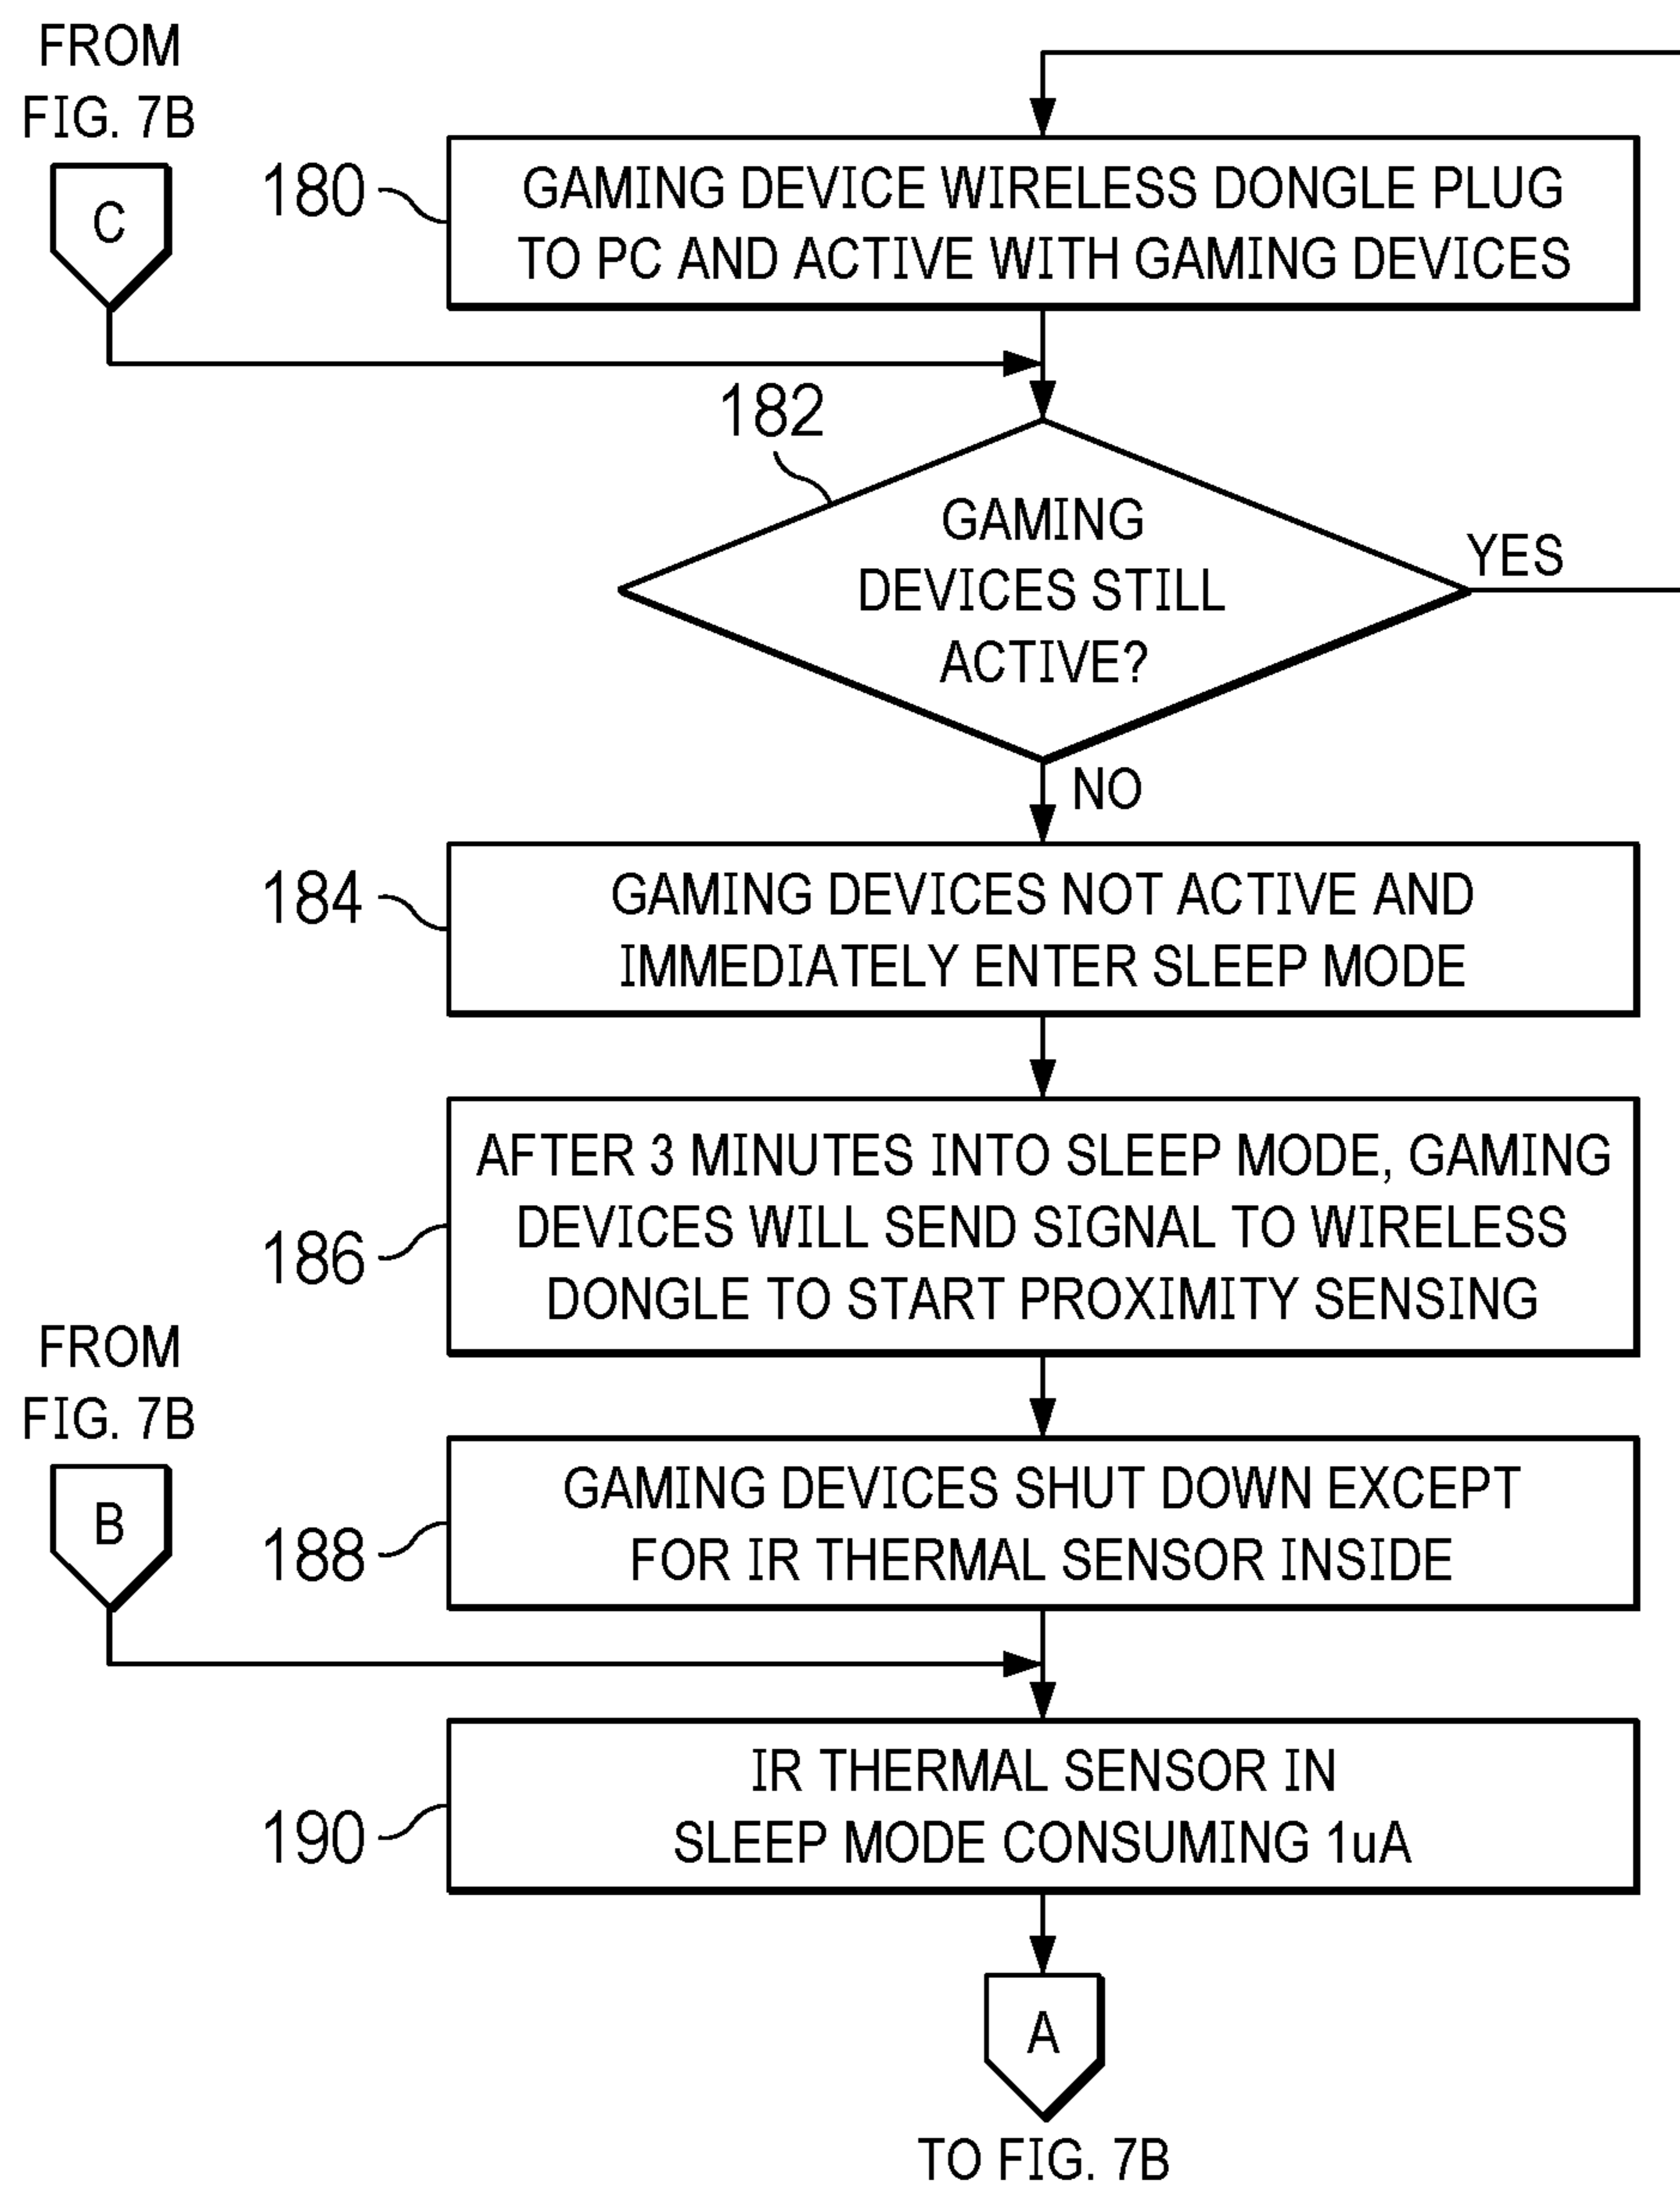 FROM
FIG. 7B
C
180
GAMING DEVICE WIRELESS DONGLE PLUG
TO PC AND ACTIVE WITH GAMING DEVICES
182
GAMING
DEVICES STILL
ACTIVE?
YES
NO
184
GAMING DEVICES NOT ACTIVE AND
IMMEDIATELY ENTER SLEEP MODE
186
AFTER 3 MINUTES INTO SLEEP MODE, GAMING
DEVICES WILL SEND SIGNAL TO WIRELESS
DONGLE TO START PROXIMITY SENSING
FROM
FIG. 7B
B
188
GAMING DEVICES SHUT DOWN EXCEPT
FOR IR THERMAL SENSOR INSIDE
190
IR THERMAL SENSOR IN
SLEEP MODE CONSUMING 1uA
A
TO FIG. 7B